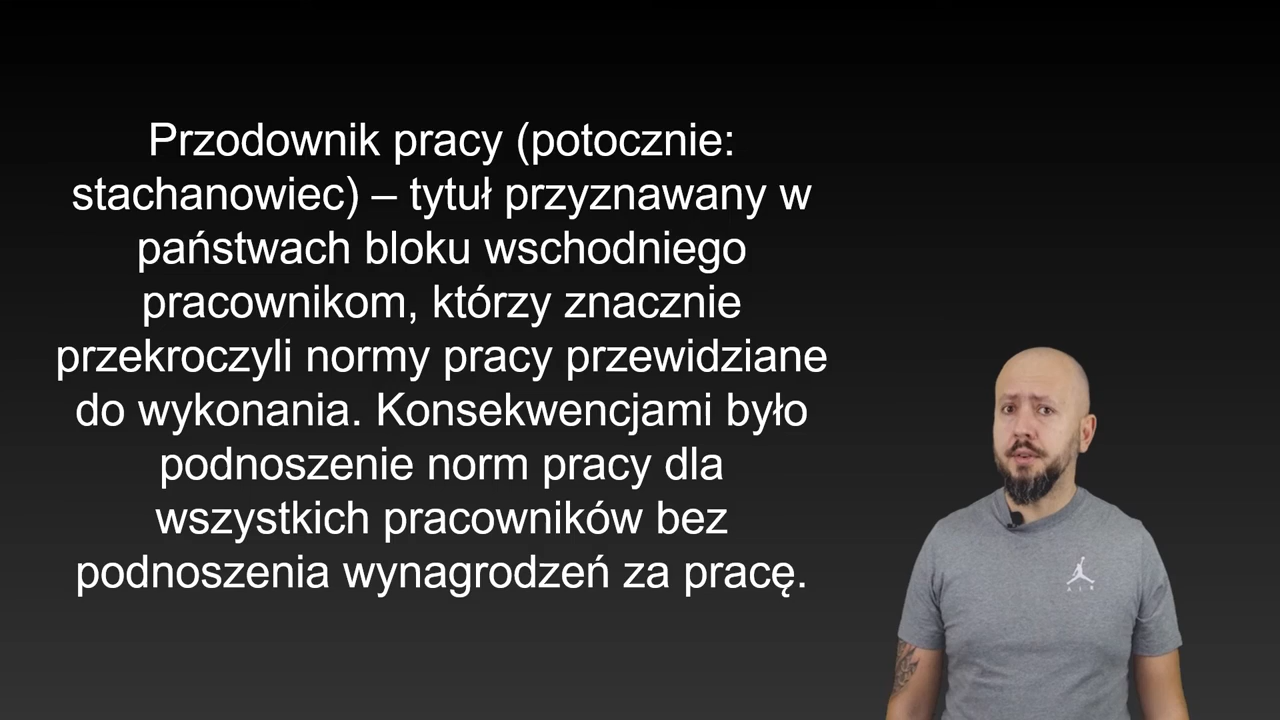 Przodownik pracy (potocznie:
stachanowiec) – tytuł przyznawany w
państwach bloku wschodniego
pracownikom, którzy znacznie
przekroczyli normy pracy przewidziane
do wykonania. Konsekwencjami było
podnoszenie norm pracy dla
wszystkich pracowników bez
podnoszenia wynagrodzeń za pracę.
AIR